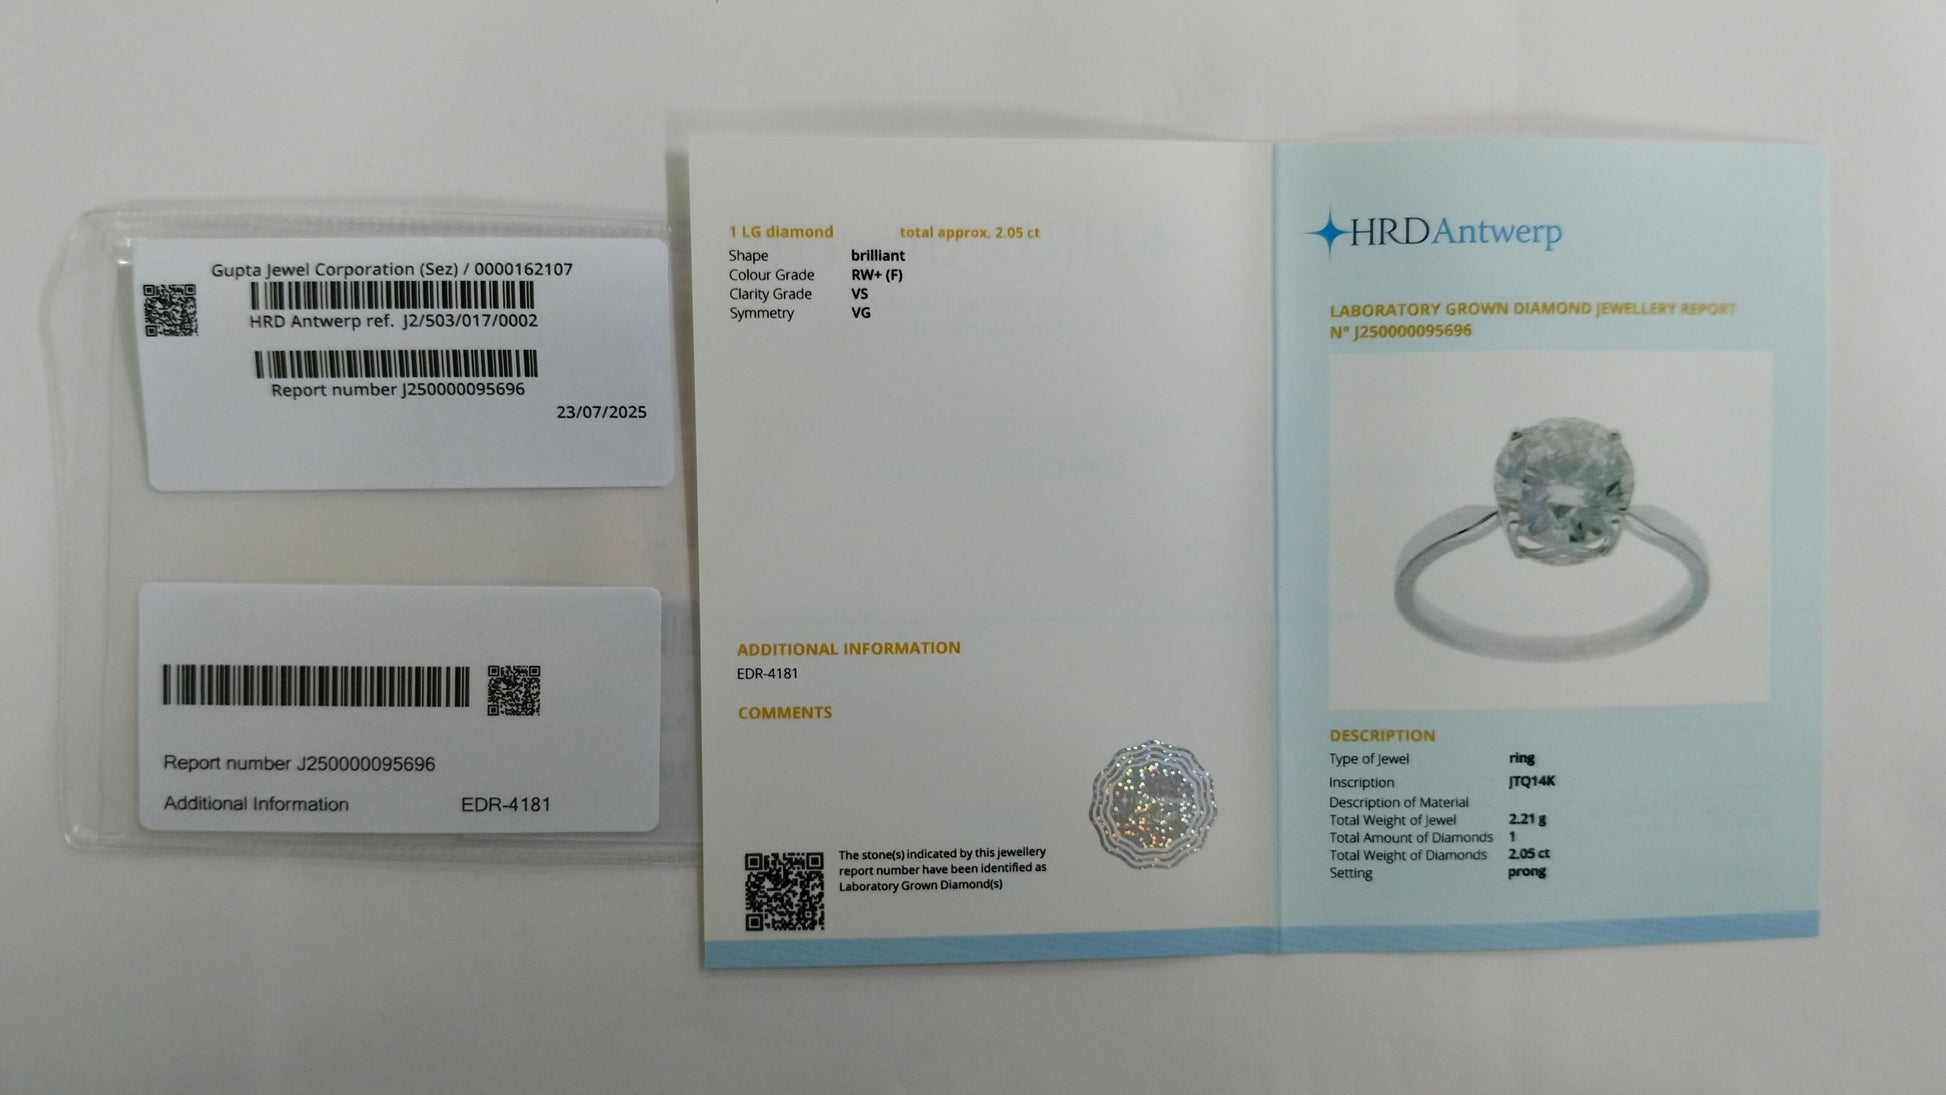 Gupta Jewel Corporation (Sez) / 0000162107
HRD Antwerp ref. J2/503/017/0002
Report number J250000095696
23/07/2025
Report number J250000095696
Additional Information EDR-4181
1 LG diamond total approx. 2.05 ct
Shape brilliant
Colour Grade RW+ (F)
Clarity Grade VS
Symmetry VG
ADDITIONAL INFORMATION
EDR-4181
COMMENTS
The stone(s) indicated by this jewellery
report number have been identified as
Laboratory Grown Diamond(s)
HRDAntwerp
LABORATORY GROWN DIAMOND JEWELLERY REPORT
N° J250000095696
DESCRIPTION
Type of Jewel ring
Inscription JTQ14K
Description of Material
Total Weight of Jewel 2.21 g
Total Amount of Diamonds 1
Total Weight of Diamonds 2.05 ct
Setting prong